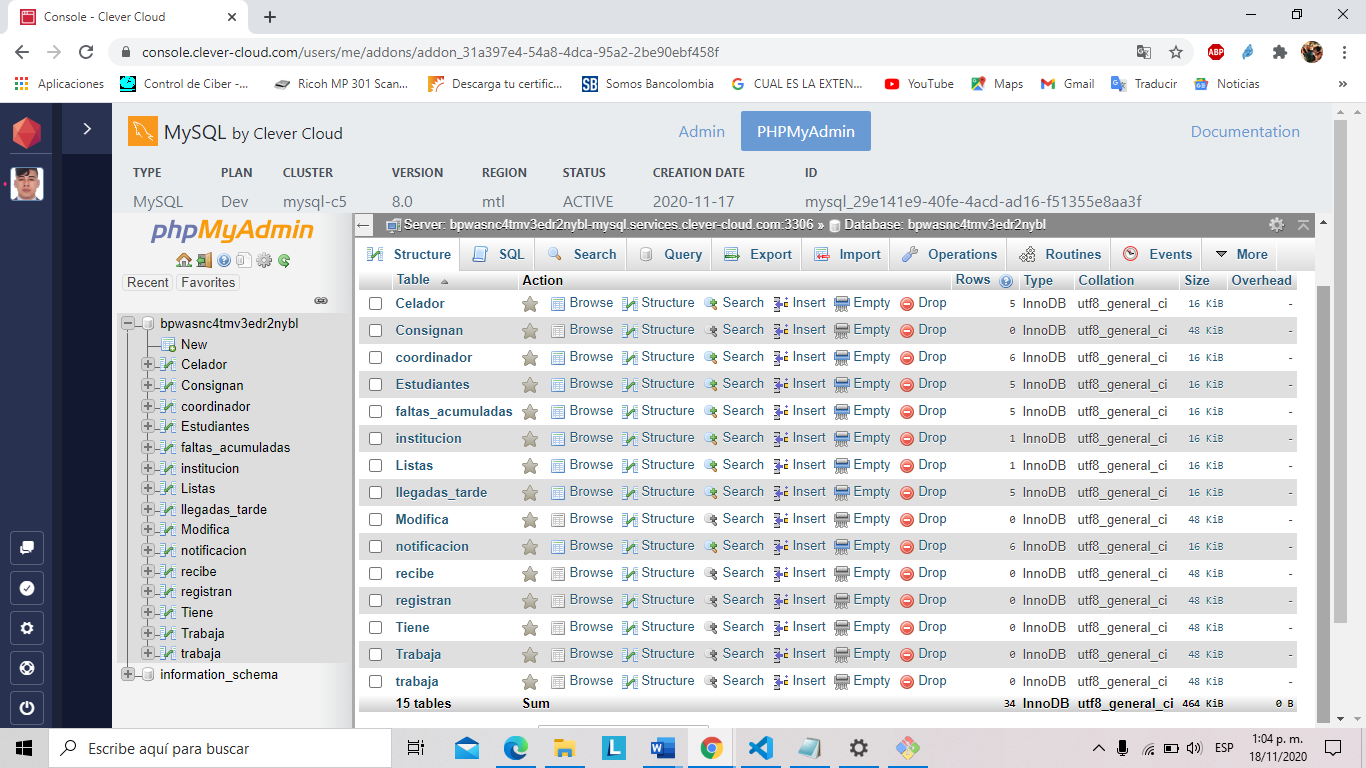 Console - Clever Cloud
console.clever-cloud.com/users/me/addons/addon_31a397e4-54a8-4dca-95a2-2be90ebf458f
ABP
Aplicaciones Control de Ciber -... Ricoh MP 301 Scan... Descarga tu certific... Somos Bancolombia CUAL ES LA EXTEN... YouTube Maps Gmail Traducir Noticias
MySQL by Clever Cloud Admin PHPMyAdmin Documentation
TYPE PLAN CLUSTER VERSION REGION STATUS CREATION DATE ID
MySQL Dev mysql-c5 8.0 mtl ACTIVE 2020-11-17 mysql_29e141e9-40fe-4acd-ad16-f51355e8aa3f
phpMyAdmin
Recent Favorites
bpwasnc4tmv3edr2nybl
New
Celador
Consignan
coordinador
Estudiantes
faltas_acumuladas
institucion
Listas
llegadas_tarde
Modifica
notificacion
recibe
registran
Tiene
Trabaja
trabaja
information_schema
Server: bpwasnc4tmv3edr2nybl-mysql.services.clever-cloud.com:3306 » Database: bpwasnc4tmv3edr2nybl
Structure SQL Search Query Export Import Operations Routines Events More
Table Action Rows Type Collation Size Overhead
Celador Browse Structure Search Insert Empty Drop 5 InnoDB utf8_general_ci 16 KiB -
Consignan Browse Structure Search Insert Empty Drop 0 InnoDB utf8_general_ci 48 KiB -
coordinador Browse Structure Search Insert Empty Drop 6 InnoDB utf8_general_ci 16 KiB -
Estudiantes Browse Structure Search Insert Empty Drop 5 InnoDB utf8_general_ci 16 KiB -
faltas_acumuladas Browse Structure Search Insert Empty Drop 5 InnoDB utf8_general_ci 16 KiB -
institucion Browse Structure Search Insert Empty Drop 1 InnoDB utf8_general_ci 16 KiB -
Listas Browse Structure Search Insert Empty Drop 1 InnoDB utf8_general_ci 16 KiB -
llegadas_tarde Browse Structure Search Insert Empty Drop 5 InnoDB utf8_general_ci 16 KiB -
Modifica Browse Structure Search Insert Empty Drop 0 InnoDB utf8_general_ci 48 KiB -
notificacion Browse Structure Search Insert Empty Drop 6 InnoDB utf8_general_ci 16 KiB -
recibe Browse Structure Search Insert Empty Drop 0 InnoDB utf8_general_ci 48 KiB -
registran Browse Structure Search Insert Empty Drop 0 InnoDB utf8_general_ci 48 KiB -
Tiene Browse Structure Search Insert Empty Drop 0 InnoDB utf8_general_ci 48 KiB -
Trabaja Browse Structure Search Insert Empty Drop 0 InnoDB utf8_general_ci 48 KiB -
trabaja Browse Structure Search Insert Empty Drop 0 InnoDB utf8_general_ci 48 KiB -
15 tables Sum 34 InnoDB utf8_general_ci 464 KiB 0 B
Escribe aquí para buscar ESP 1:04 p. m.
18/11/2020